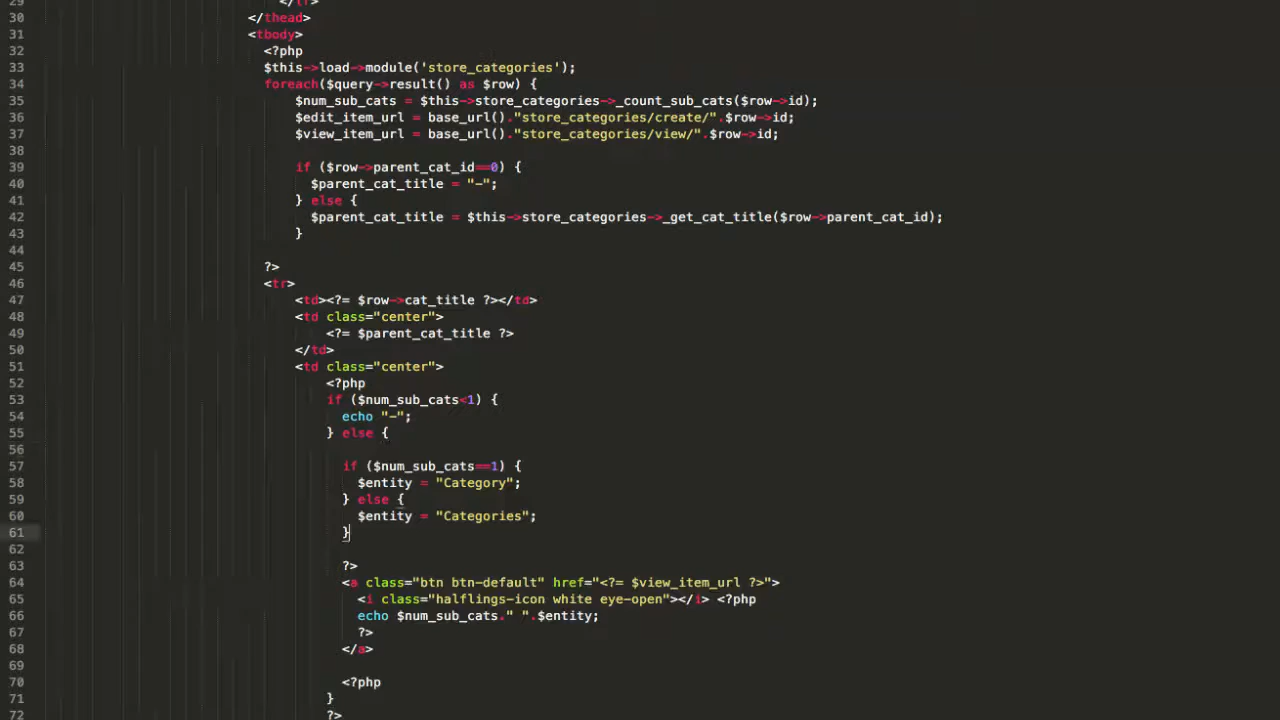 29 </tr>
30 </thead>
31 <tbody>
32 <?php
33 $this->load->module('store_categories');
34 foreach($query->result() as $row) {
35 $num_sub_cats = $this->store_categories->_count_sub_cats($row->id);
36 $edit_item_url = base_url()."store_categories/create/".$row->id;
37 $view_item_url = base_url()."store_categories/view/".$row->id;
38
39 if ($row->parent_cat_id==0) {
40 $parent_cat_title = "-";
41 } else {
42 $parent_cat_title = $this->store_categories->_get_cat_title($row->parent_cat_id);
43 }
44
45 ?>
46 <tr>
47 <td><?= $row->cat_title ?></td>
48 <td class="center">
49 <?= $parent_cat_title ?>
50 </td>
51 <td class="center">
52 <?php
53 if ($num_sub_cats<1) {
54 echo "-";
55 } else {
56
57 if ($num_sub_cats==1) {
58 $entity = "Category";
59 } else {
60 $entity = "Categories";
61 }
62
63 ?>
64 <a class="btn btn-default" href="<?= $view_item_url ?>">
65 <i class="halflings-icon white eye-open"></i> <?php
66 echo $num_sub_cats." ".$entity;
67 ?>
68 </a>
69
70 <?php
71 }
72 ?>